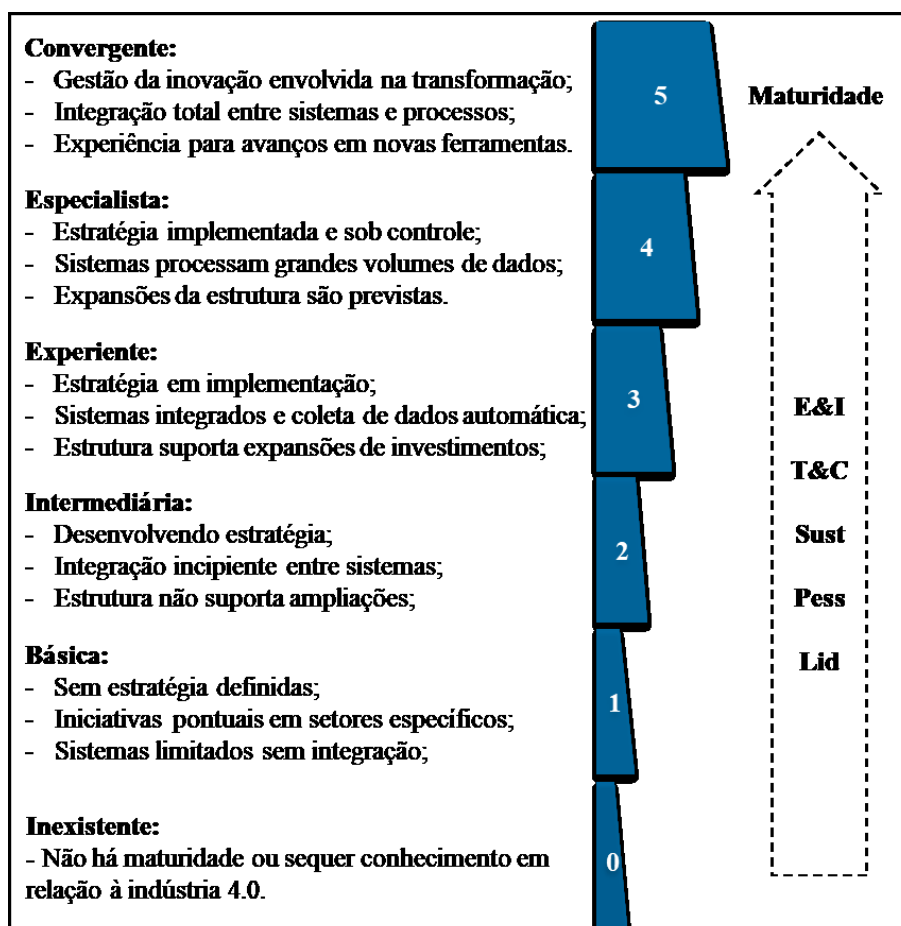 Convergente:
- Gestão da inovação envolvida na transformação;
- Integração total entre sistemas e processos;
- Experiência para avanços em novas ferramentas.
Especialista:
- Estratégia implementada e sob controle;
- Sistemas processam grandes volumes de dados;
- Expansões da estrutura são previstas.
Experiente:
- Estratégia em implementação;
- Sistemas integrados e coleta de dados automática;
- Estrutura suporta expansões de investimentos;
Intermediária:
- Desenvolvendo estratégia;
- Integração incipiente entre sistemas;
- Estrutura não suporta ampliações;
Básica:
- Sem estratégia definidas;
- Iniciativas pontuais em setores específicos;
- Sistemas limitados sem integração;
Inexistente:
- Não há maturidade ou sequer conhecimento em
relação à indústria 4.0.
5
4
3
2
1
0
Maturidade
E&I
T&C
Sust
Pess
Lid